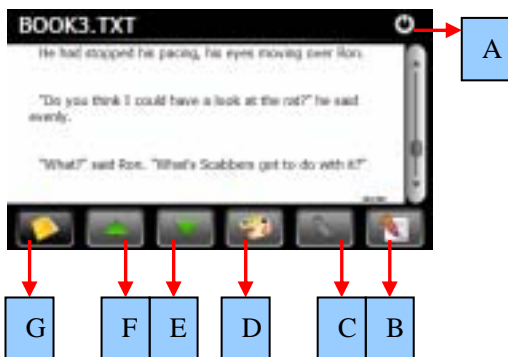 BOOK3.TXT
He had stopped his pacing, his eyes moving over Ron.
"Do you think I could have a look at the rat?" he said
evenly.
"What?" said Ron. "What's Scabbers got to do with it?"
A
G
F
E
D
C
B